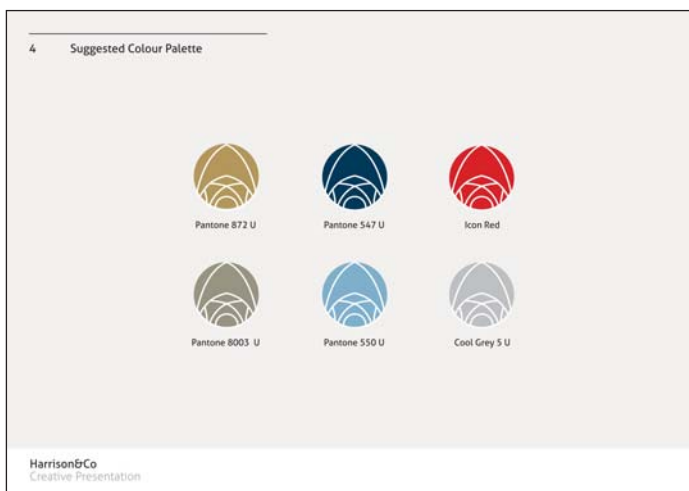 4 Suggested Colour Palette
Pantone 872 U
Pantone 547 U
Icon Red
Pantone 8003 U
Pantone 550 U
Cool Grey 5 U
Harrison&Co
Creative Presentation